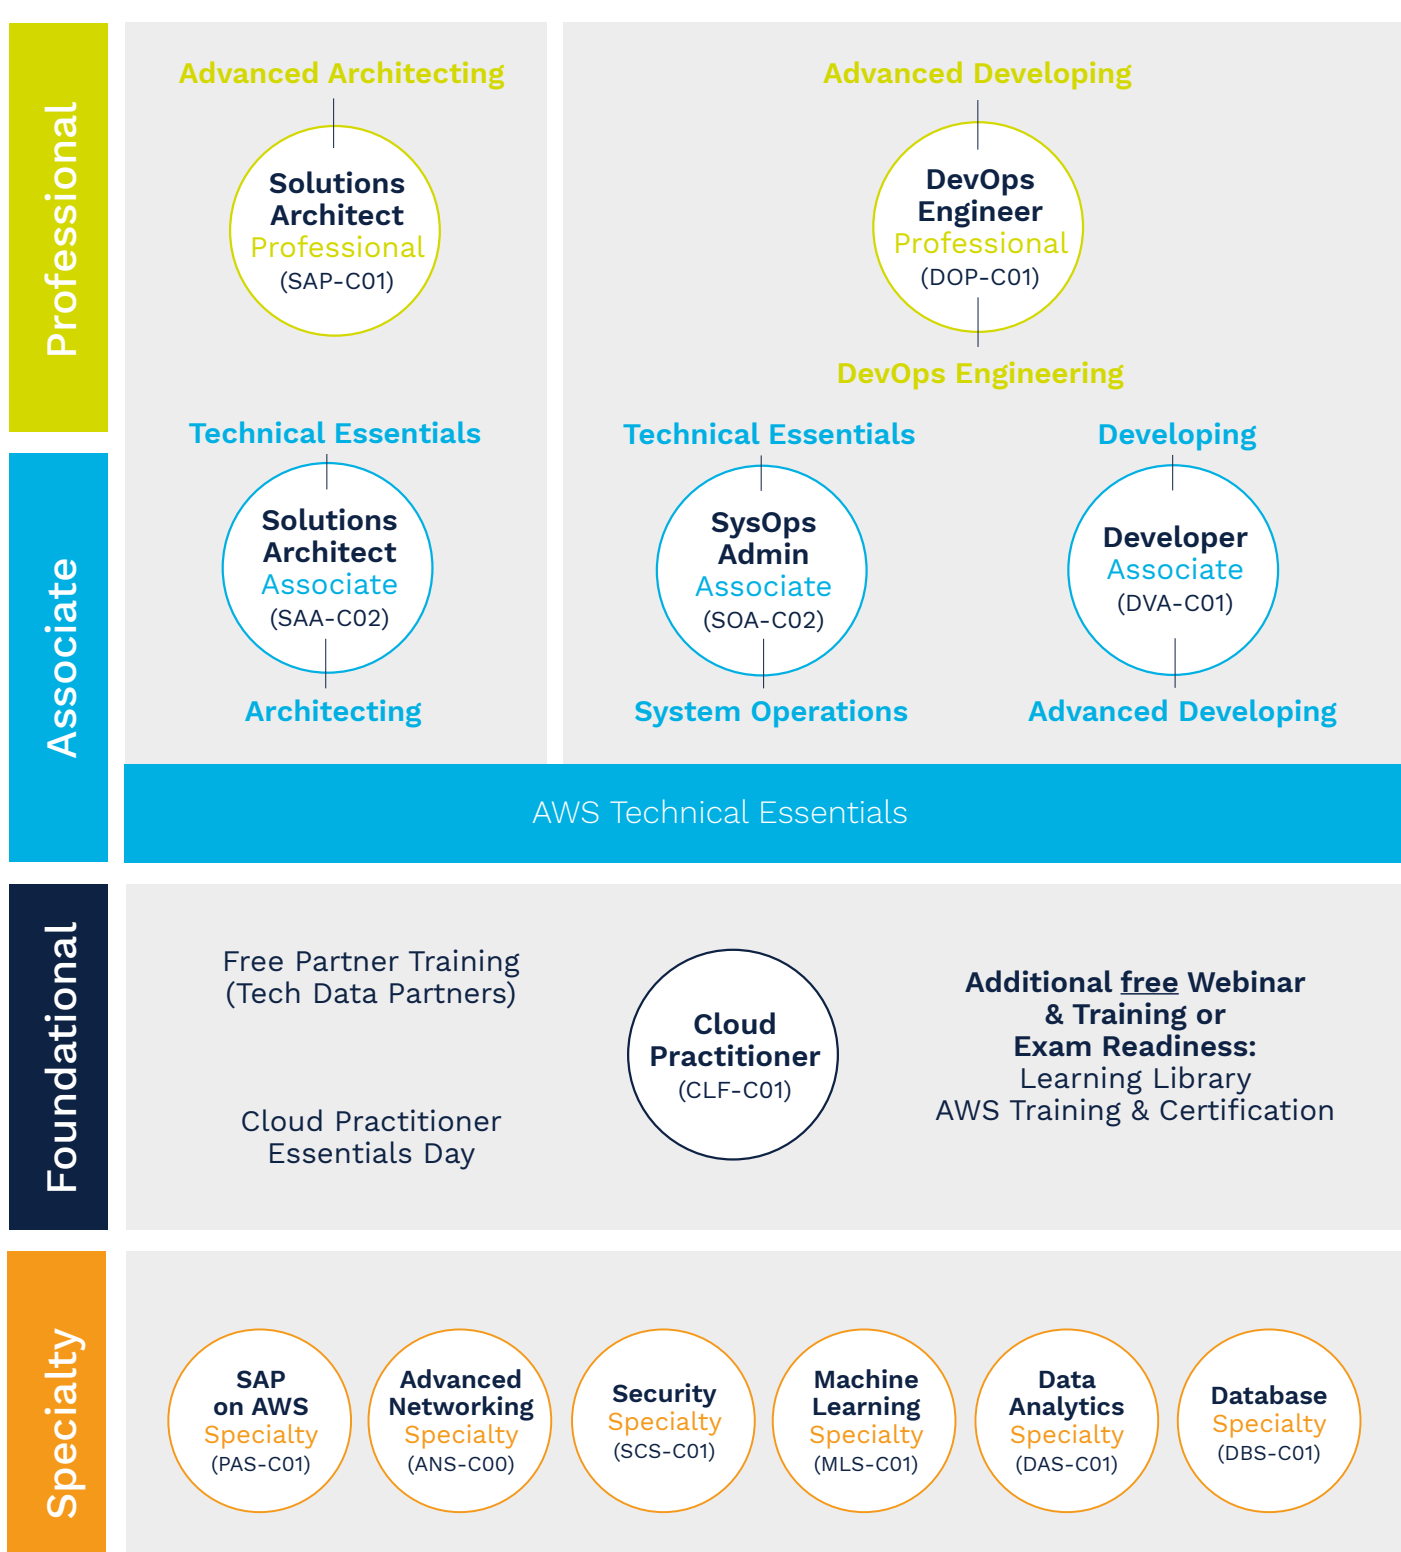 Professional
Advanced Architecting
Solutions
Architect
Professional
(SAP-C01)
Advanced Developing
DevOps
Engineer
Professional
(DOP-C01)
DevOps Engineering
Associate
Technical Essentials
Solutions
Architect
Associate
(SAA-C02)
Architecting
Technical Essentials
SysOps
Admin
Associate
(SOA-C02)
System Operations
Developing
Developer
Associate
(DVA-C01)
Advanced Developing
AWS Technical Essentials
Foundational
Free Partner Training
(Tech Data Partners)
Cloud Practitioner
Essentials Day
Cloud
Practitioner
(CLF-C01)
Additional free Webinar
& Training or
Exam Readiness:
Learning Library
AWS Training & Certification
Specialty
SAP
on AWS
Specialty
(PAS-C01)
Advanced
Networking
Specialty
(ANS-C00)
Security
Specialty
(SCS-C01)
Machine
Learning
Specialty
(MLS-C01)
Data
Analytics
Specialty
(DAS-C01)
Database
Specialty
(DBS-C01)